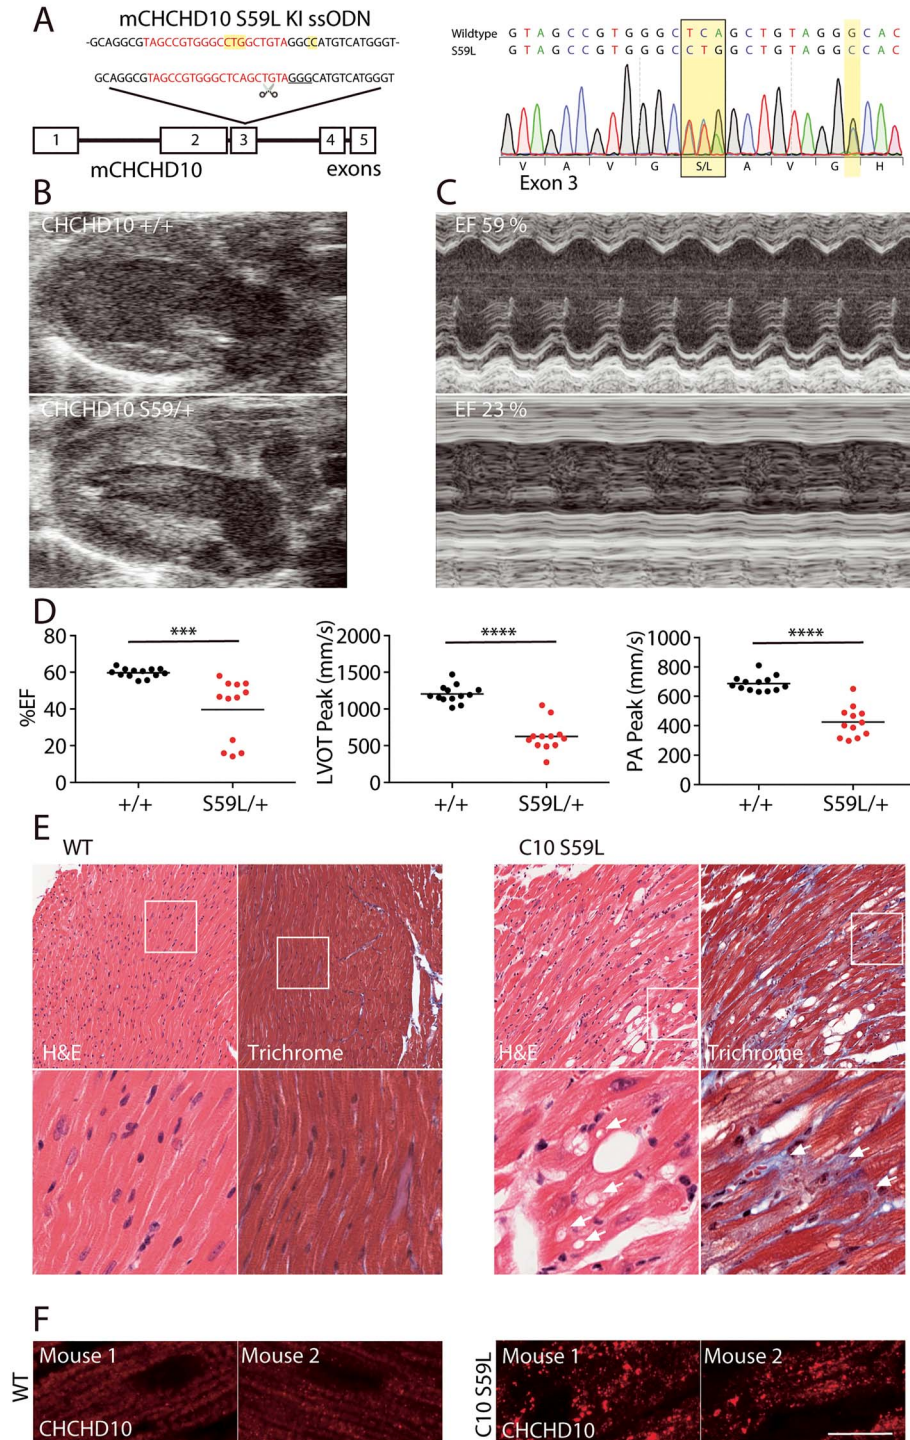 A
mCHCHD10 S59L KI ssODN
-GCAGGCGTAGCCGTGGGCCTGGCTGTAGGCCATGTCATGGGT-
GCAGGCGTAGCCGTGGGCTCAGCTGTAGGGCATGTCATGGGT
1 2 3 4 5
mCHCHD10 exons
Wildtype G T A G C C G T G G G C T C A G C T G T A G G G C A C
S59L G T A G C C G T G G G C C T G G C T G T A G G C C A C
V A V G S/L A V G H
Exon 3
B
CHCHD10 +/+
CHCHD10 S59/+
C
EF 59 %
EF 23 %
D
%EF
80
60
40
20
0
***
+/+ S59L/+
LVOT Peak (mm/s)
2000
1500
1000
500
0
****
+/+ S59L/+
PA Peak (mm/s)
1000
800
600
400
200
0
****
+/+ S59L/+
E
WT
H&E
Trichrome
C10 S59L
H&E
Trichrome
F
WT
Mouse 1
Mouse 2
CHCHD10
C10 S59L
Mouse 1
Mouse 2
CHCHD10